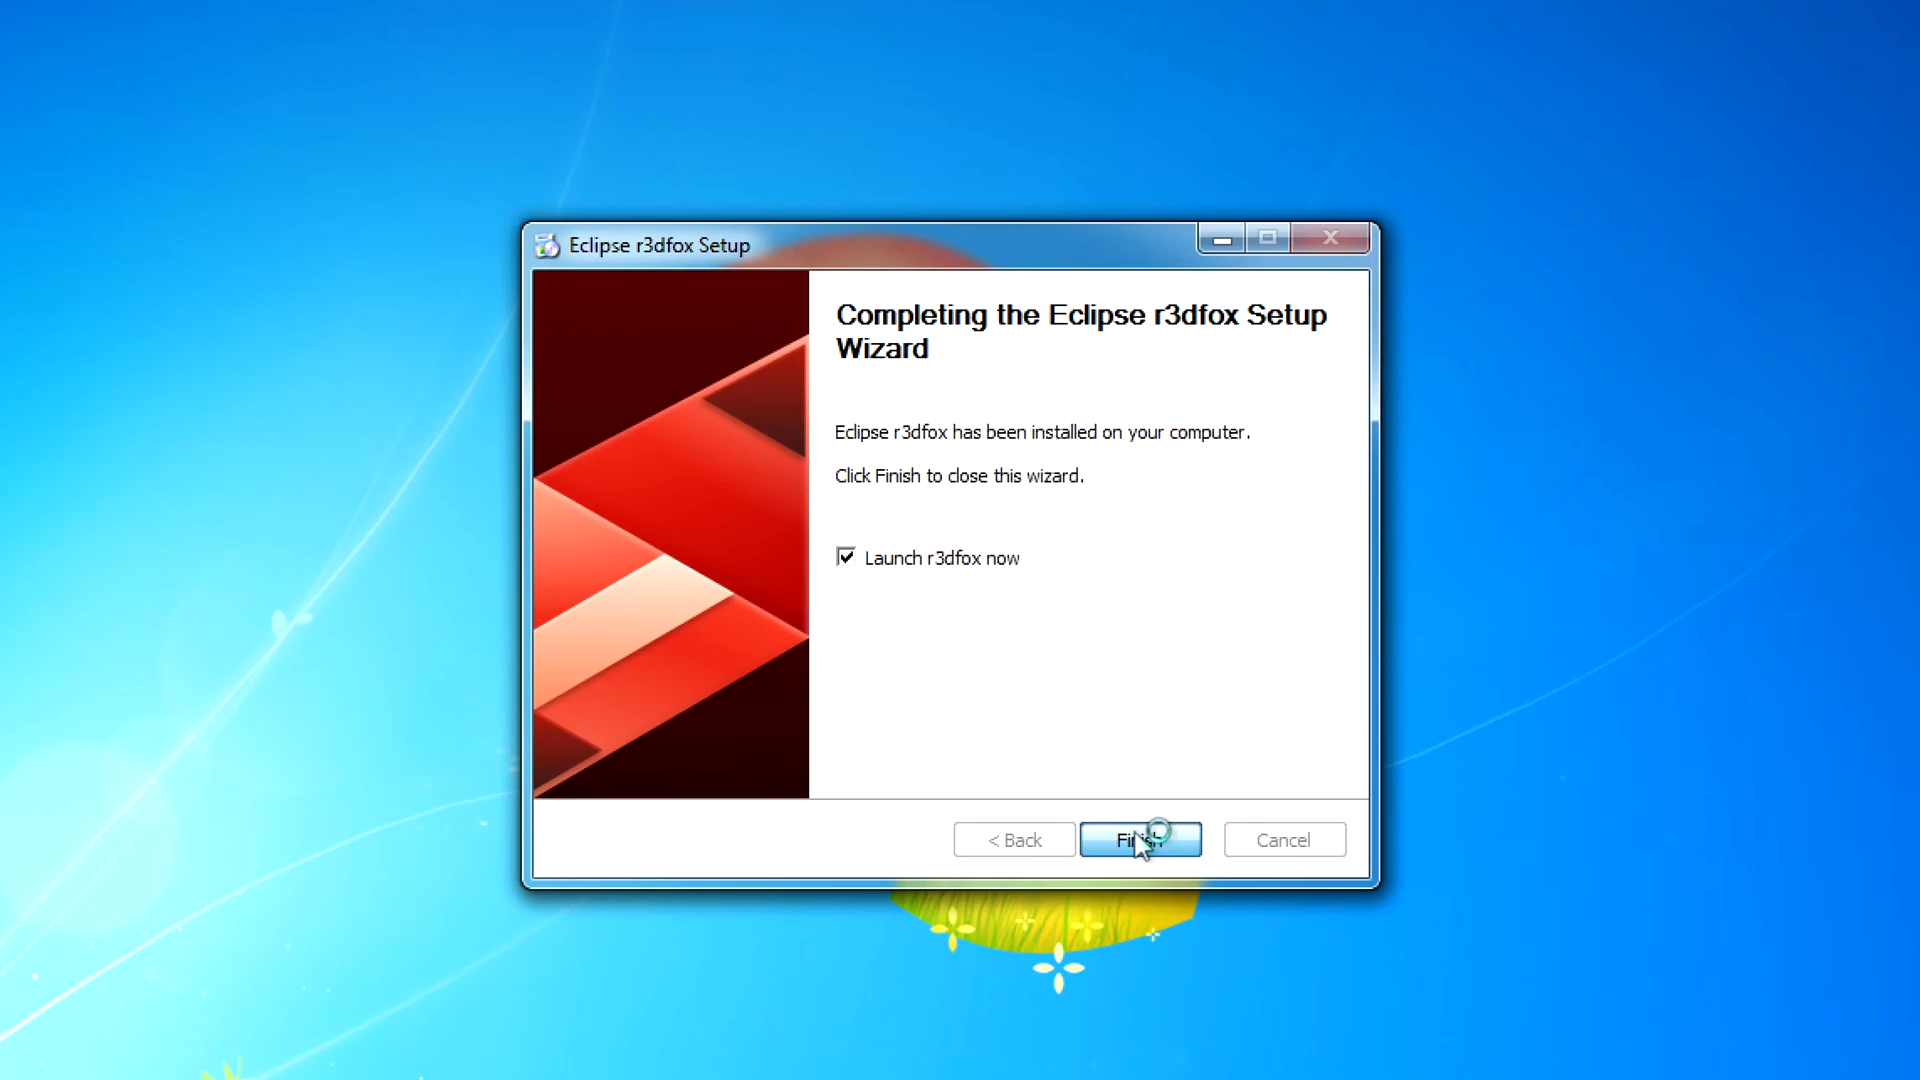 Eclipse r3dfox Setup
Completing the Eclipse r3dfox Setup
Wizard
Eclipse r3dfox has been installed on your computer.
Click Finish to close this wizard.
Launch r3dfox now
< Back
Finish
Cancel